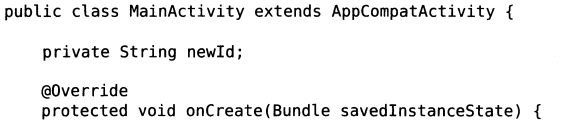 public class MainActivity extends AppCompatActivity {
private String newId;
@Override
protected void onCreate(Bundle savedInstanceState) {